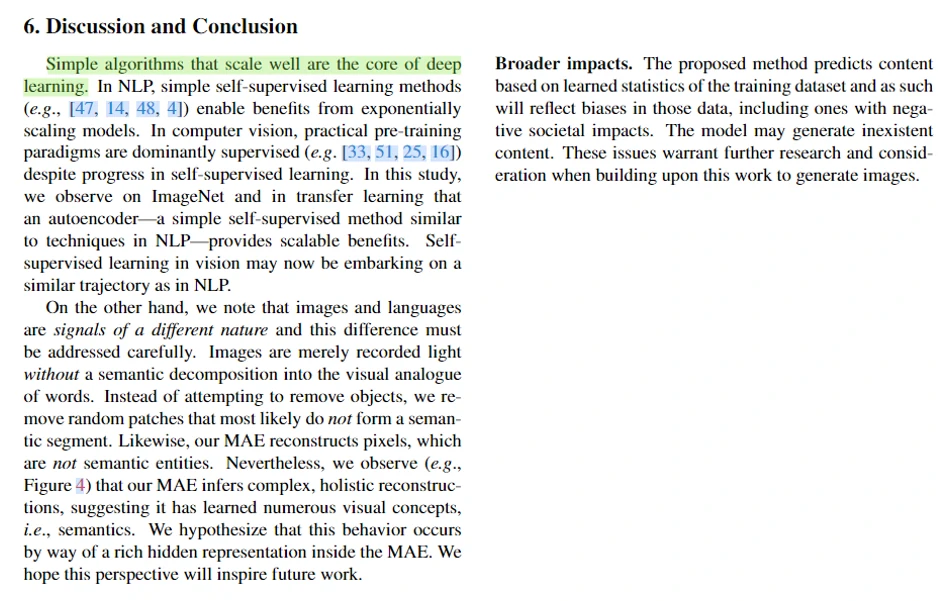 6. Discussion and Conclusion
Simple algorithms that scale well are the core of deep
learning. In NLP, simple self-supervised learning methods
(e.g., [47, 14, 48, 4]) enable benefits from exponentially
scaling models. In computer vision, practical pre-training
paradigms are dominantly supervised (e.g. [33, 51, 25, 16])
despite progress in self-supervised learning. In this study,
we observe on ImageNet and in transfer learning that
an autoencoder—a simple self-supervised method similar
to techniques in NLP—provides scalable benefits. Self-
supervised learning in vision may now be embarking on a
similar trajectory as in NLP.
On the other hand, we note that images and languages
are signals of a different nature and this difference must
be addressed carefully. Images are merely recorded light
without a semantic decomposition into the visual analogue
of words. Instead of attempting to remove objects, we re-
move random patches that most likely do not form a seman-
tic segment. Likewise, our MAE reconstructs pixels, which
are not semantic entities. Nevertheless, we observe (e.g.,
Figure 4) that our MAE infers complex, holistic reconstruc-
tions, suggesting it has learned numerous visual concepts,
i.e., semantics. We hypothesize that this behavior occurs
by way of a rich hidden representation inside the MAE. We
hope this perspective will inspire future work.
Broader impacts. The proposed method predicts content
based on learned statistics of the training dataset and as such
will reflect biases in those data, including ones with nega-
tive societal impacts. The model may generate inexistent
content. These issues warrant further research and consid-
eration when building upon this work to generate images.